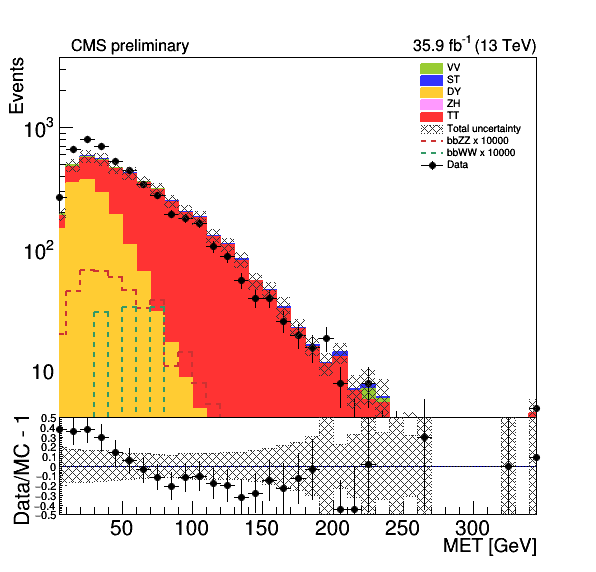 CMS preliminary
35.9 fb⁻¹ (13 TeV)
Events
10³
10²
10
VV
ST
DY
ZH
TT
Total uncertainty
bbZZ x 10000
bbWW x 10000
Data
Data/MC - 1
0.5
0.4
0.3
0.2
0.1
0
-0.1
-0.2
-0.3
-0.4
-0.5
50
100
150
200
250
300
MET [GeV]